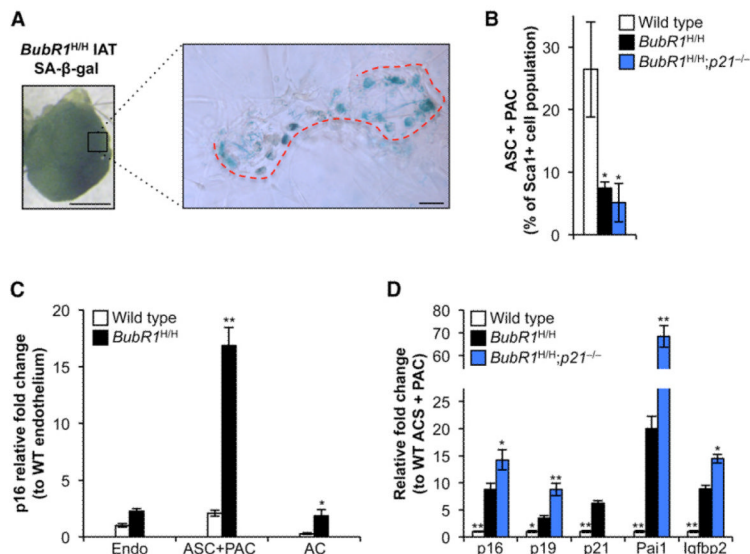 A
BubR1H/H IAT
SA-β-gal
B
Wild type
BubR1H/H
BubR1H/H;p21–/–
ASC + PAC
(% of Sca1+ cell population)
30
20
10
0
* *
C
Wild type
BubR1H/H
p16 relative fold change
(to WT endothelium)
20
15
10
5
0
**
*
Endo ASC+PAC AC
D
Wild type
BubR1H/H
BubR1H/H;p21–/–
Relative fold change
(to WT ACS + PAC)
80
70
60
25
20
15
10
5
0
** * * ** ** ** ** *
p16 p19 p21 Pai1 Igfbp2